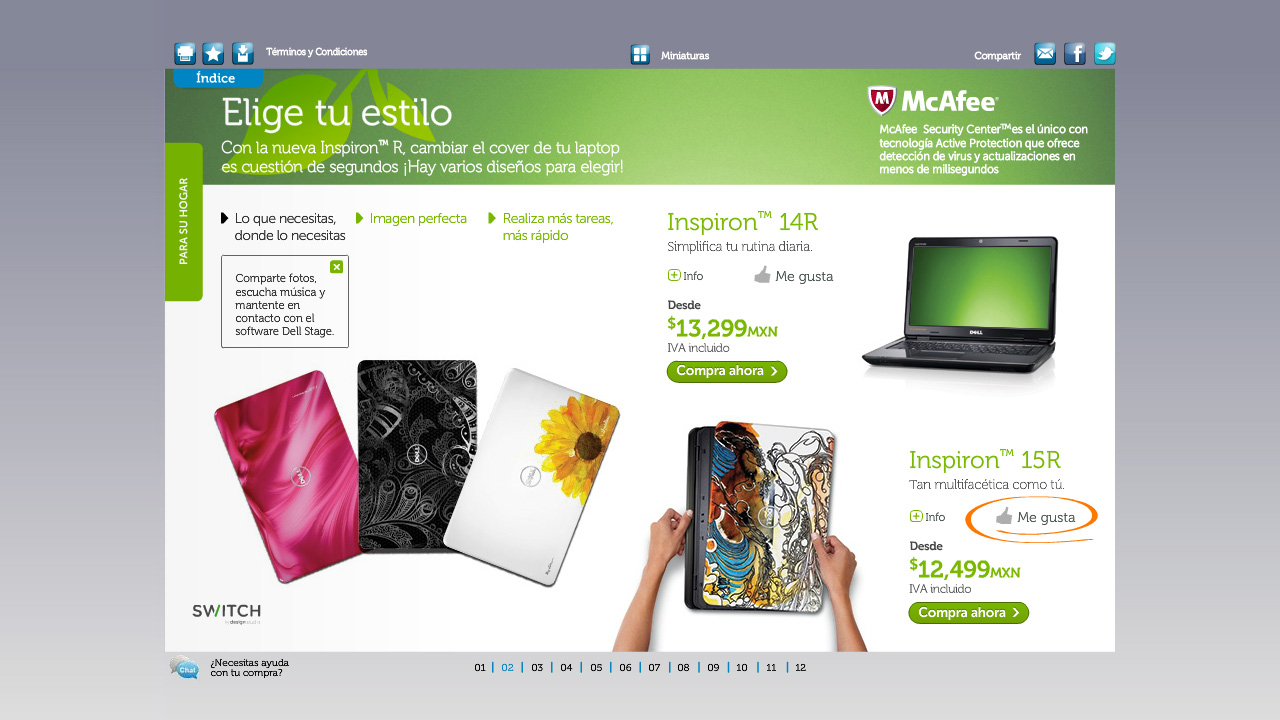 Términos y Condiciones
Miniaturas
Compartir
Índice
Elige tu estilo
Con la nueva Inspiron™ R, cambiar el cover de tu laptop
es cuestión de segundos ¡Hay varios diseños para elegir!
McAfee®
McAfee Security Center™es el único con
tecnología Active Protection que ofrece
detección de virus y actualizaciones en
menos de milisegundos
PARA SU HOGAR
Lo que necesitas,
donde lo necesitas
Imagen perfecta
Realiza más tareas,
más rápido
Comparte fotos,
escucha música y
mantente en
contacto con el
software Dell Stage.
Inspiron™ 14R
Simplifica tu rutina diaria.
Info
Me gusta
Desde
$13,299MXN
IVA incluido
Compra ahora
DELL
DELL
DELL
DELL
Inspiron™ 15R
Tan multifacética como tú.
Info
Me gusta
Desde
$12,499MXN
IVA incluido
Compra ahora
SWITCH
by designstudio
Chat
¿Necesitas ayuda
con tu compra?
01 | 02 | 03 | 04 | 05 | 06 | 07 | 08 | 09 | 10 | 11 | 12